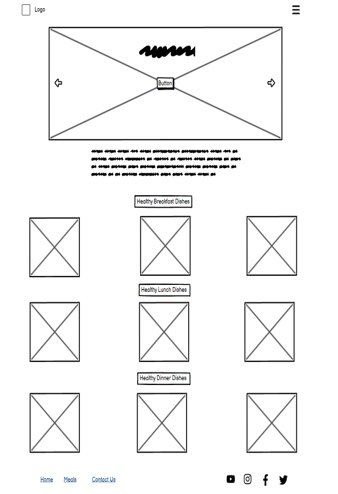 Logo
Button
Healthy Breakfast Dishes
Healthy Lunch Dishes
Healthy Dinner Dishes
Home Meals Contact Us